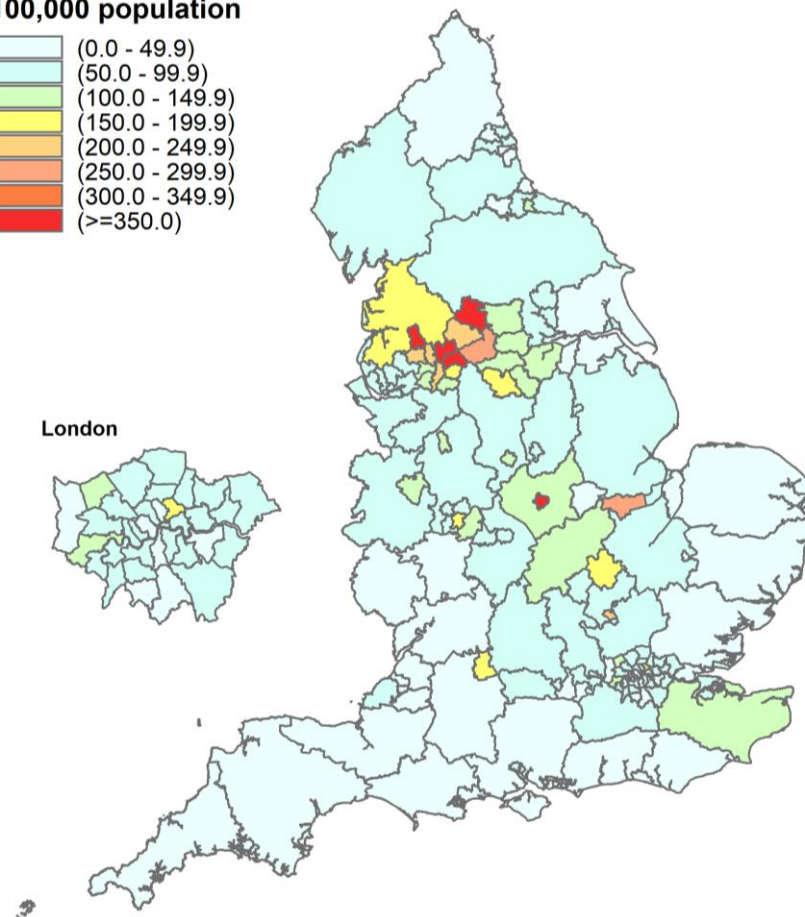 100,000 population
(0.0 - 49.9)
(50.0 - 99.9)
(100.0 - 149.9)
(150.0 - 199.9)
(200.0 - 249.9)
(250.0 - 299.9)
(300.0 - 349.9)
(>=350.0)
London